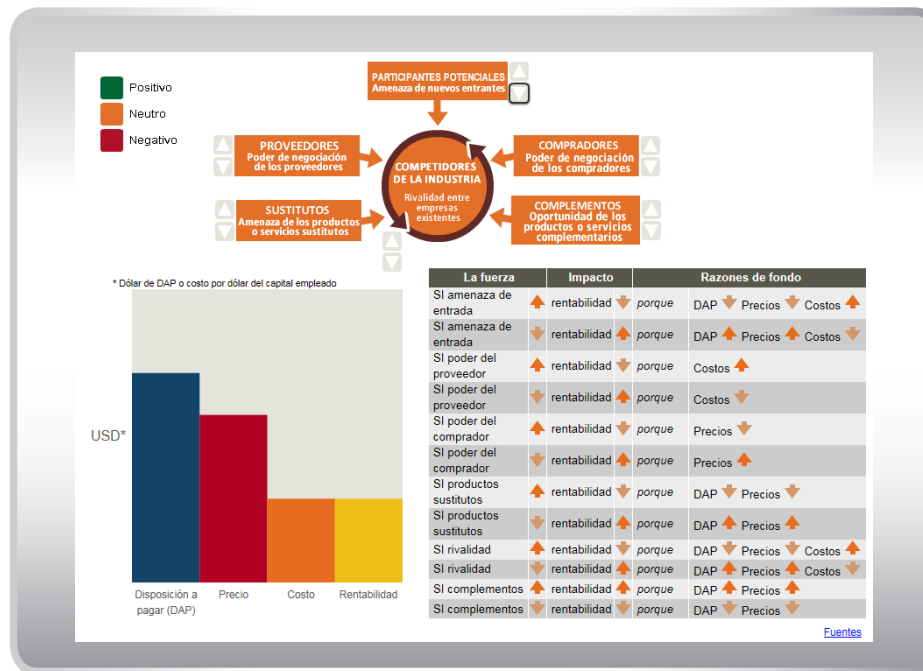 Positivo
Neutro
Negativo
PARTICIPANTES POTENCIALES
Amenaza de nuevos entrantes
PROVEEDORES
Poder de negociación
de los proveedores
COMPRADORES
Poder de negociación
de los compradores
COMPETIDORES
DE LA INDUSTRIA
Rivalidad entre
empresas
existentes
SUSTITUTOS
Amenaza de los productos
o servicios sustitutos
COMPLEMENTOS
Oportunidad de los
productos o servicios
complementarios
* Dólar de DAP o costo por dólar del capital empleado
USD*
Disposición a
pagar (DAP)
Precio
Costo
Rentabilidad
La fuerza Impacto Razones de fondo
SI amenaza de
entrada
rentabilidad porque DAP Precios Costos
SI amenaza de
entrada
rentabilidad porque DAP Precios Costos
SI poder del
proveedor
rentabilidad porque Costos
SI poder del
proveedor
rentabilidad porque Costos
SI poder del
comprador
rentabilidad porque Precios
SI poder del
comprador
rentabilidad porque Precios
SI productos
sustitutos
rentabilidad porque DAP Precios
SI productos
sustitutos
rentabilidad porque DAP Precios
SI rivalidad rentabilidad porque DAP Precios Costos
SI rivalidad rentabilidad porque DAP Precios Costos
SI complementos rentabilidad porque DAP Precios
SI complementos rentabilidad porque DAP Precios
Fuentes